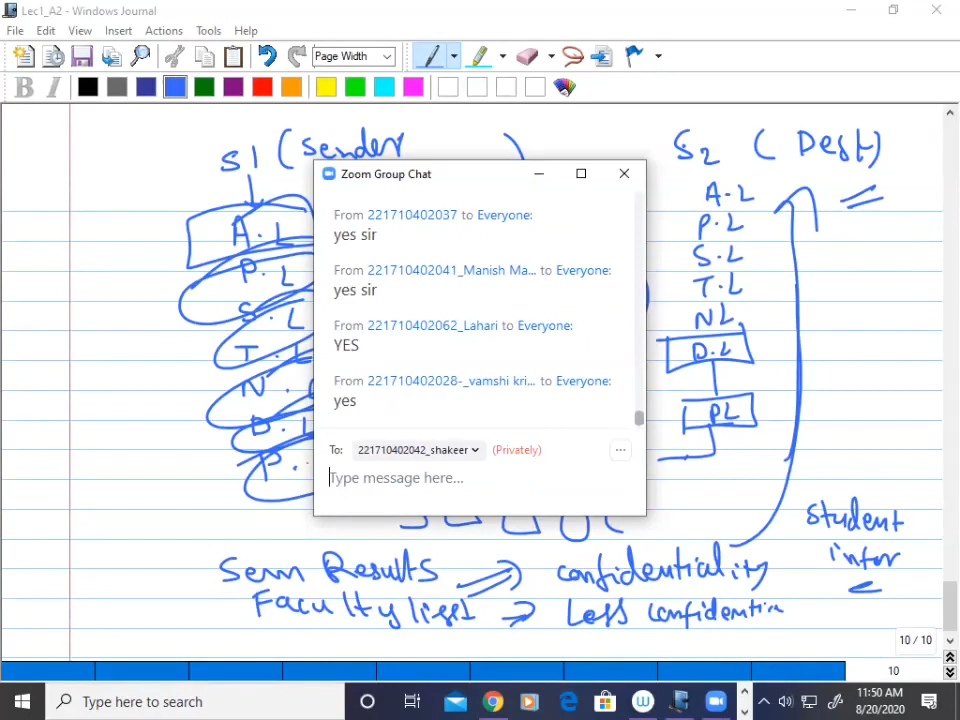 Lec1_A2 - Windows Journal
File Edit View Insert Actions Tools Help
Page Width
B I
S1 (sender )
S2 ( Dest)
A.L
P.L
S.L
T.L
N.
D.L
P.
A.L
P.L
S.L
T.L
NL
D.L
PL
Zoom Group Chat
From 221710402037 to Everyone:
yes sir
From 221710402041_Manish Ma... to Everyone:
yes sir
From 221710402062_Lahari to Everyone:
YES
From 221710402028-_vamshi kri... to Everyone:
yes
To: 221710402042_shakeer (Privately) ...
Type message here...
student
infor
Sem Results confidentiality
Faculty list Less confidential
10 / 10
10
Type here to search
11:50 AM
8/20/2020